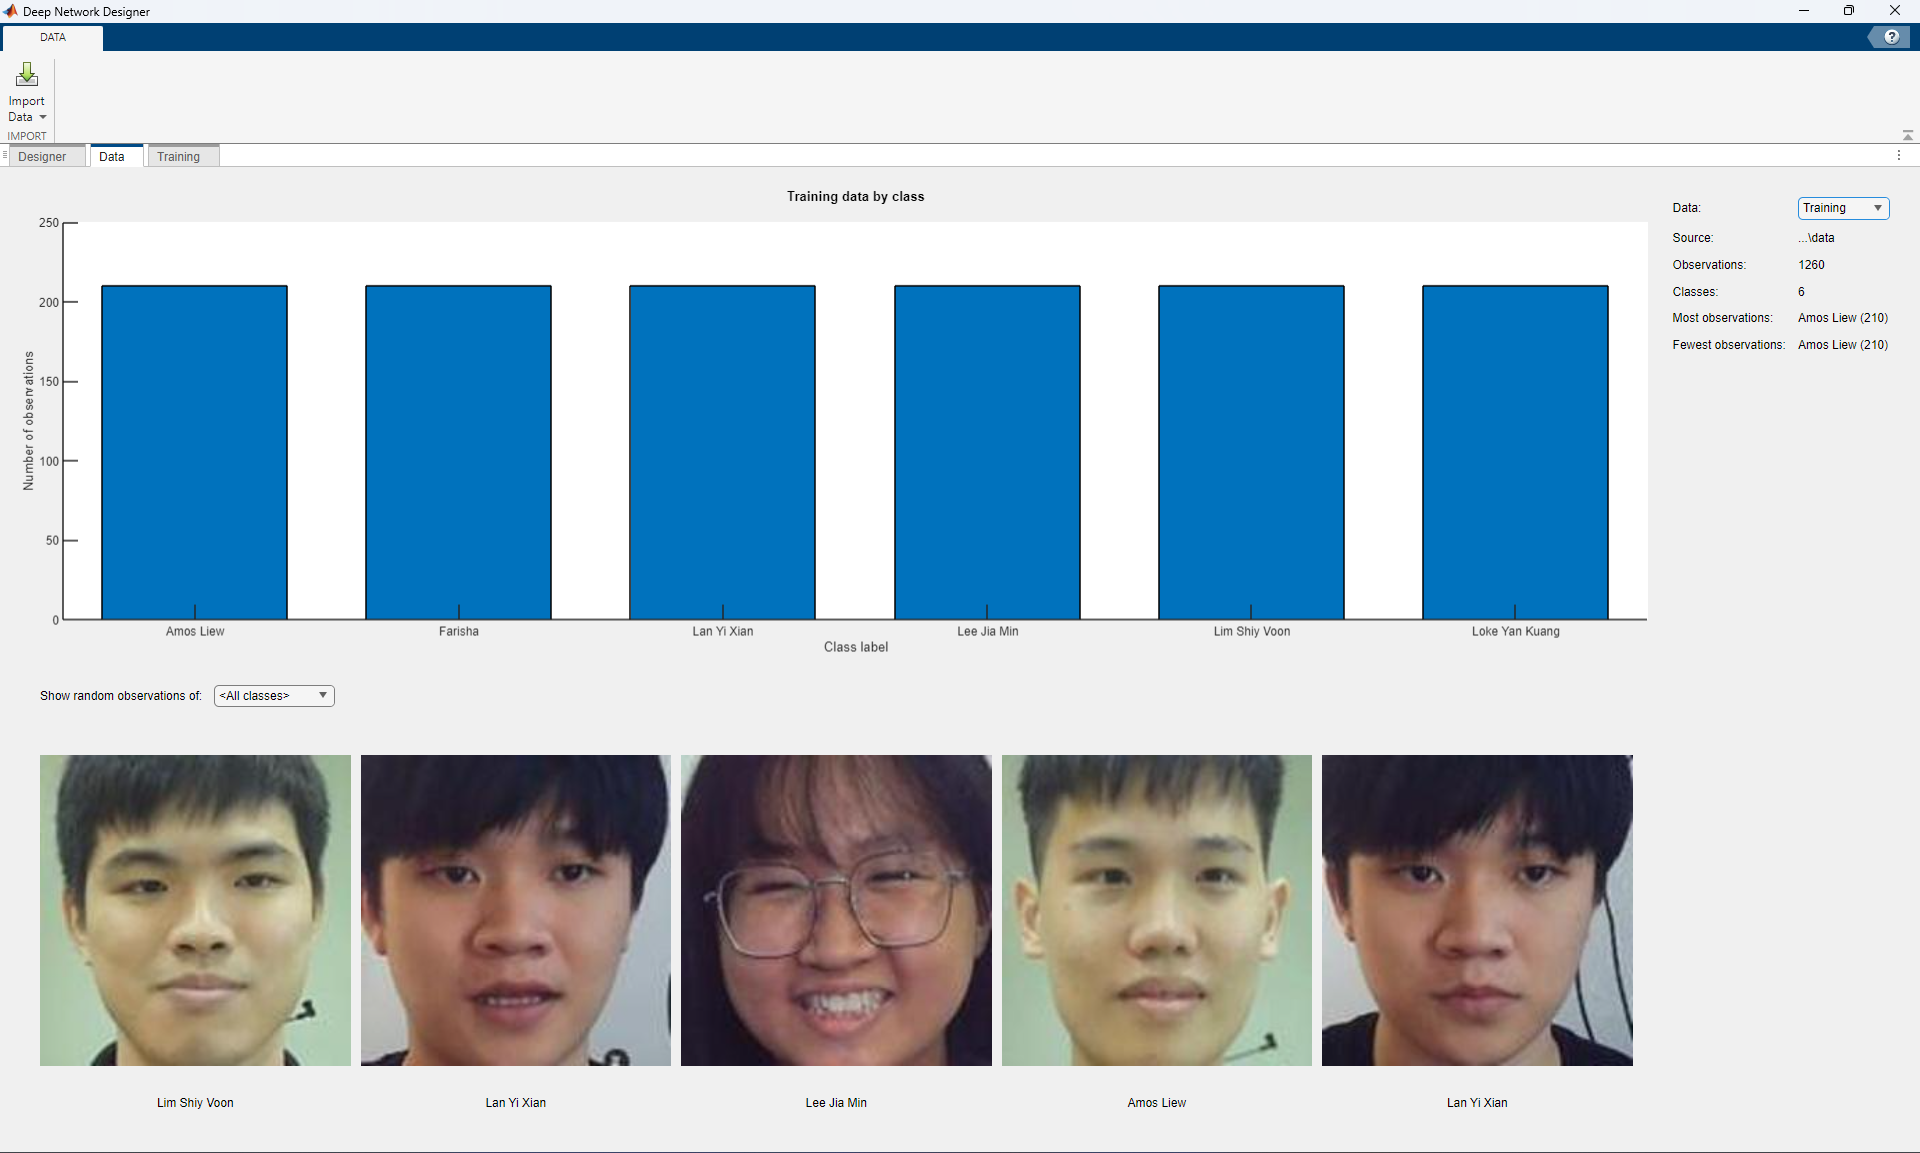 Deep Network Designer
DATA
?
Import
Data
IMPORT
Designer
Data
Training
Training data by class
250
200
150
100
50
0
Number of observations
Amos Liew
Farisha
Lan Yi Xian
Lee Jia Min
Lim Shiy Voon
Loke Yan Kuang
Class label
Data: Training
Source: ...\data
Observations: 1260
Classes: 6
Most observations: Amos Liew (210)
Fewest observations: Amos Liew (210)
Show random observations of: <All classes>
Lim Shiy Voon
Lan Yi Xian
Lee Jia Min
Amos Liew
Lan Yi Xian